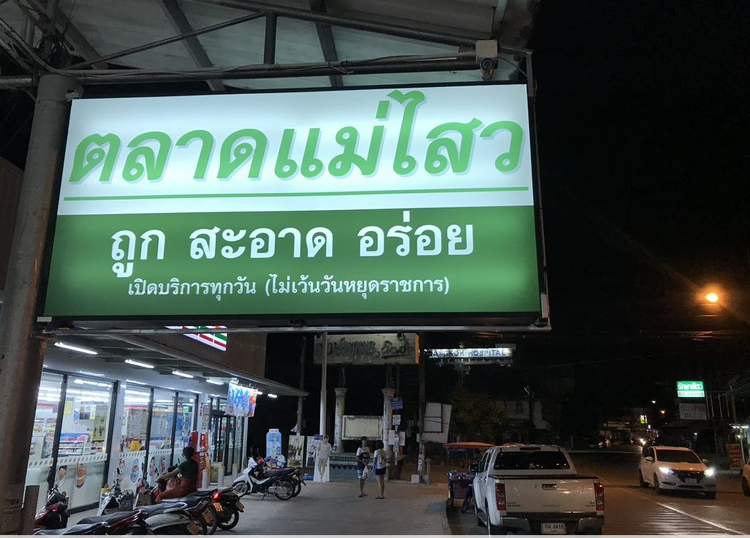 ตลาดแม่ไสว
ถูก สะอาด อร่อย
เปิดบริการทุกวัน (ไม่เว้นวันหยุดราชการ)
BANGKOK HOSPITAL